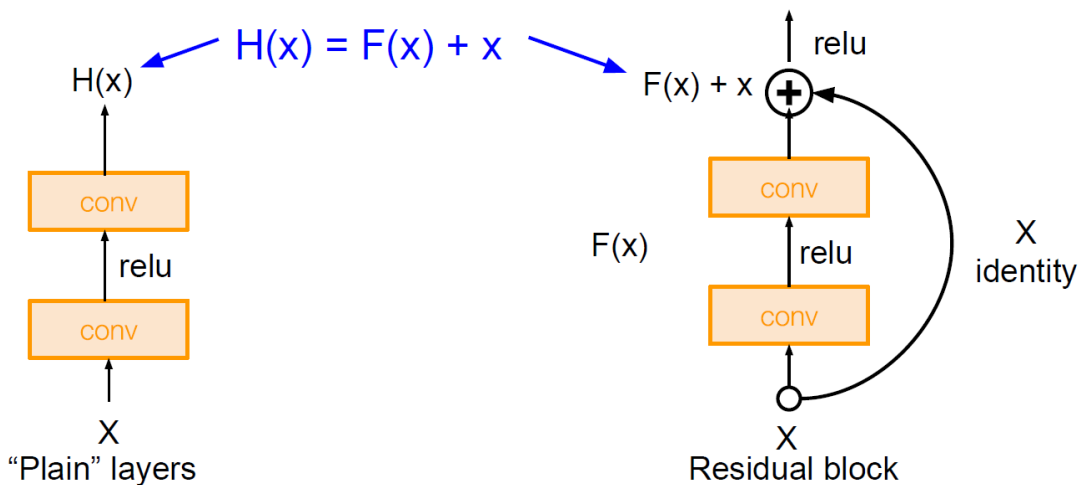 H(x) = F(x) + x
H(x)
conv
relu
conv
X
“Plain” layers
relu
F(x) + x
conv
F(x)
relu
conv
X
identity
X
Residual block